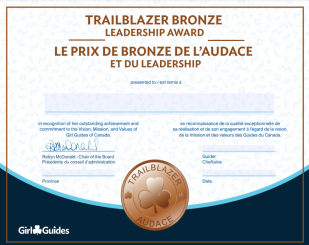 TRAILBLAZER BRONZE
LEADERSHIP AWARD
LE PRIX DE BRONZE DE L'AUDACE
ET DU LEADERSHIP
presented to / est remis à
in recognition of her outstanding achievement and
commitment to the Vision, Mission, and Values of
Girl Guides of Canada.
en reconnaissance de la qualité exceptionnelle de
sa réalisation et de son engagement à l'égard de la vision,
de la mission et des valeurs des Guides du Canada.
Robyn McDonald - Chair of the Board
Présidente du conseil d'administration
Guider
Cheftaine
Province
Date
TRAILBLAZER
AUDACE
Girl Guides